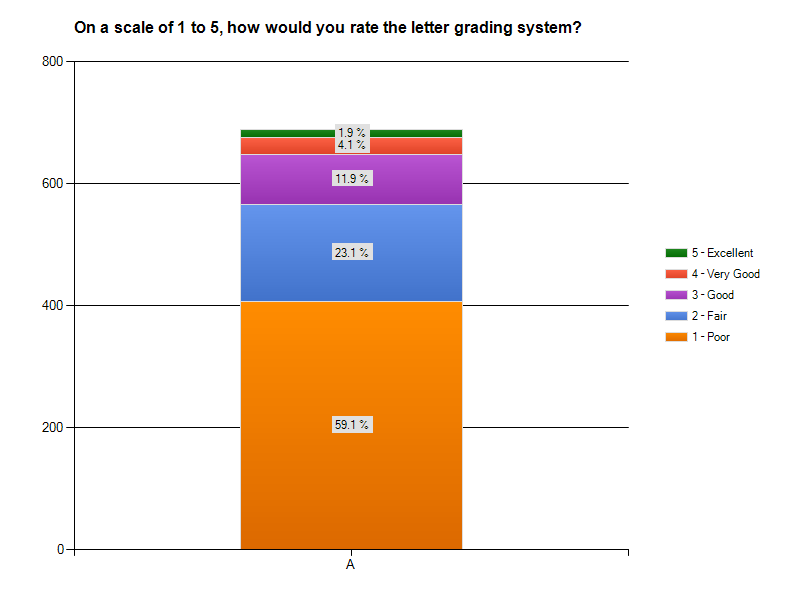 On a scale of 1 to 5, how would you rate the letter grading system?
800
600
400
200
0
1.9 %
4.1 %
11.9 %
23.1 %
59.1 %
A
5 - Excellent
4 - Very Good
3 - Good
2 - Fair
1 - Poor